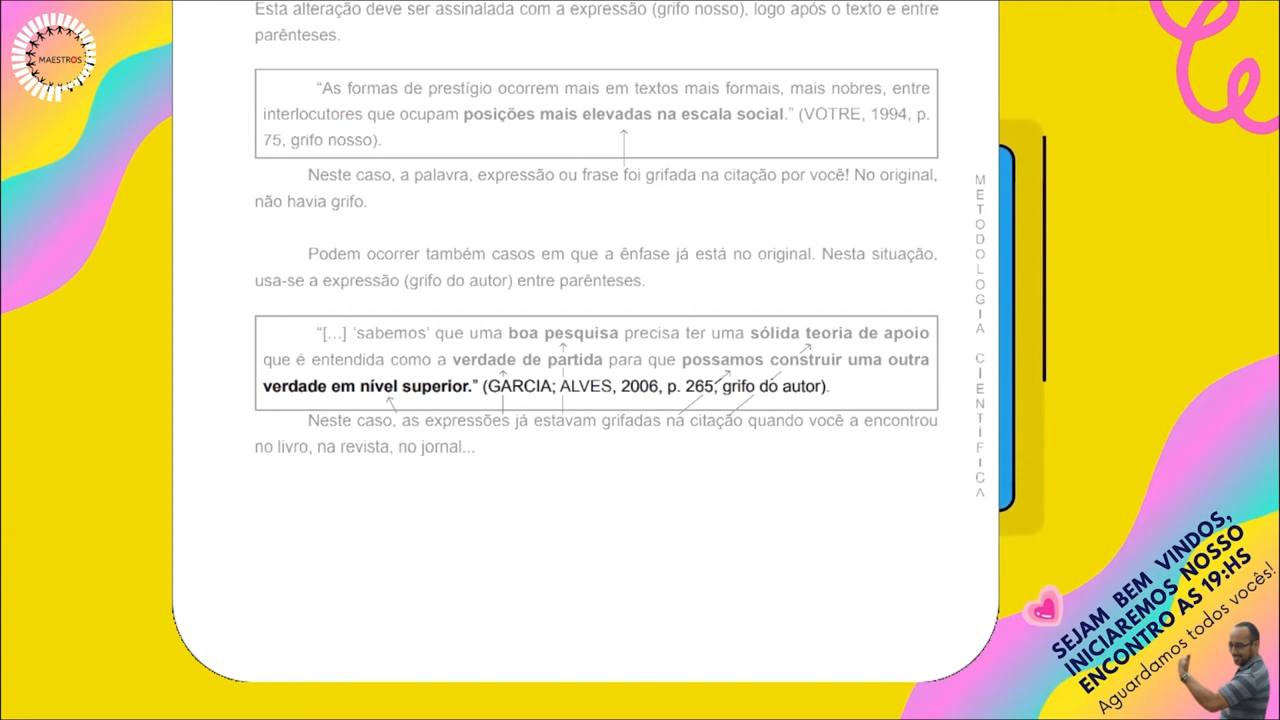 MAESTROS
Esta alteração deve ser assinalada com a expressão (grifo nosso), logo após o texto e entre
parênteses.
“As formas de prestígio ocorrem mais em textos mais formais, mais nobres, entre
interlocutores que ocupam posições mais elevadas na escala social.” (VOTRE, 1994, p.
75, grifo nosso).
Neste caso, a palavra, expressão ou frase foi grifada na citação por você! No original,
não havia grifo.
Podem ocorrer também casos em que a ênfase já está no original. Nesta situação,
usa-se a expressão (grifo do autor) entre parênteses.
“[...] ‘sabemos’ que uma boa pesquisa precisa ter uma sólida teoria de apoio
que é entendida como a verdade de partida para que possamos construir uma outra
verdade em nível superior.” (GARCIA; ALVES, 2006, p. 265, grifo do autor).
Neste caso, as expressões já estavam grifadas na citação quando você a encontrou
no livro, na revista, no jornal...
METODOLOGIA CIENTÍFICA
SEJAM BEM VINDOS,
INICIAREMOS NOSSO
ENCONTRO AS 19:HS
Aguardamos todos vocês!